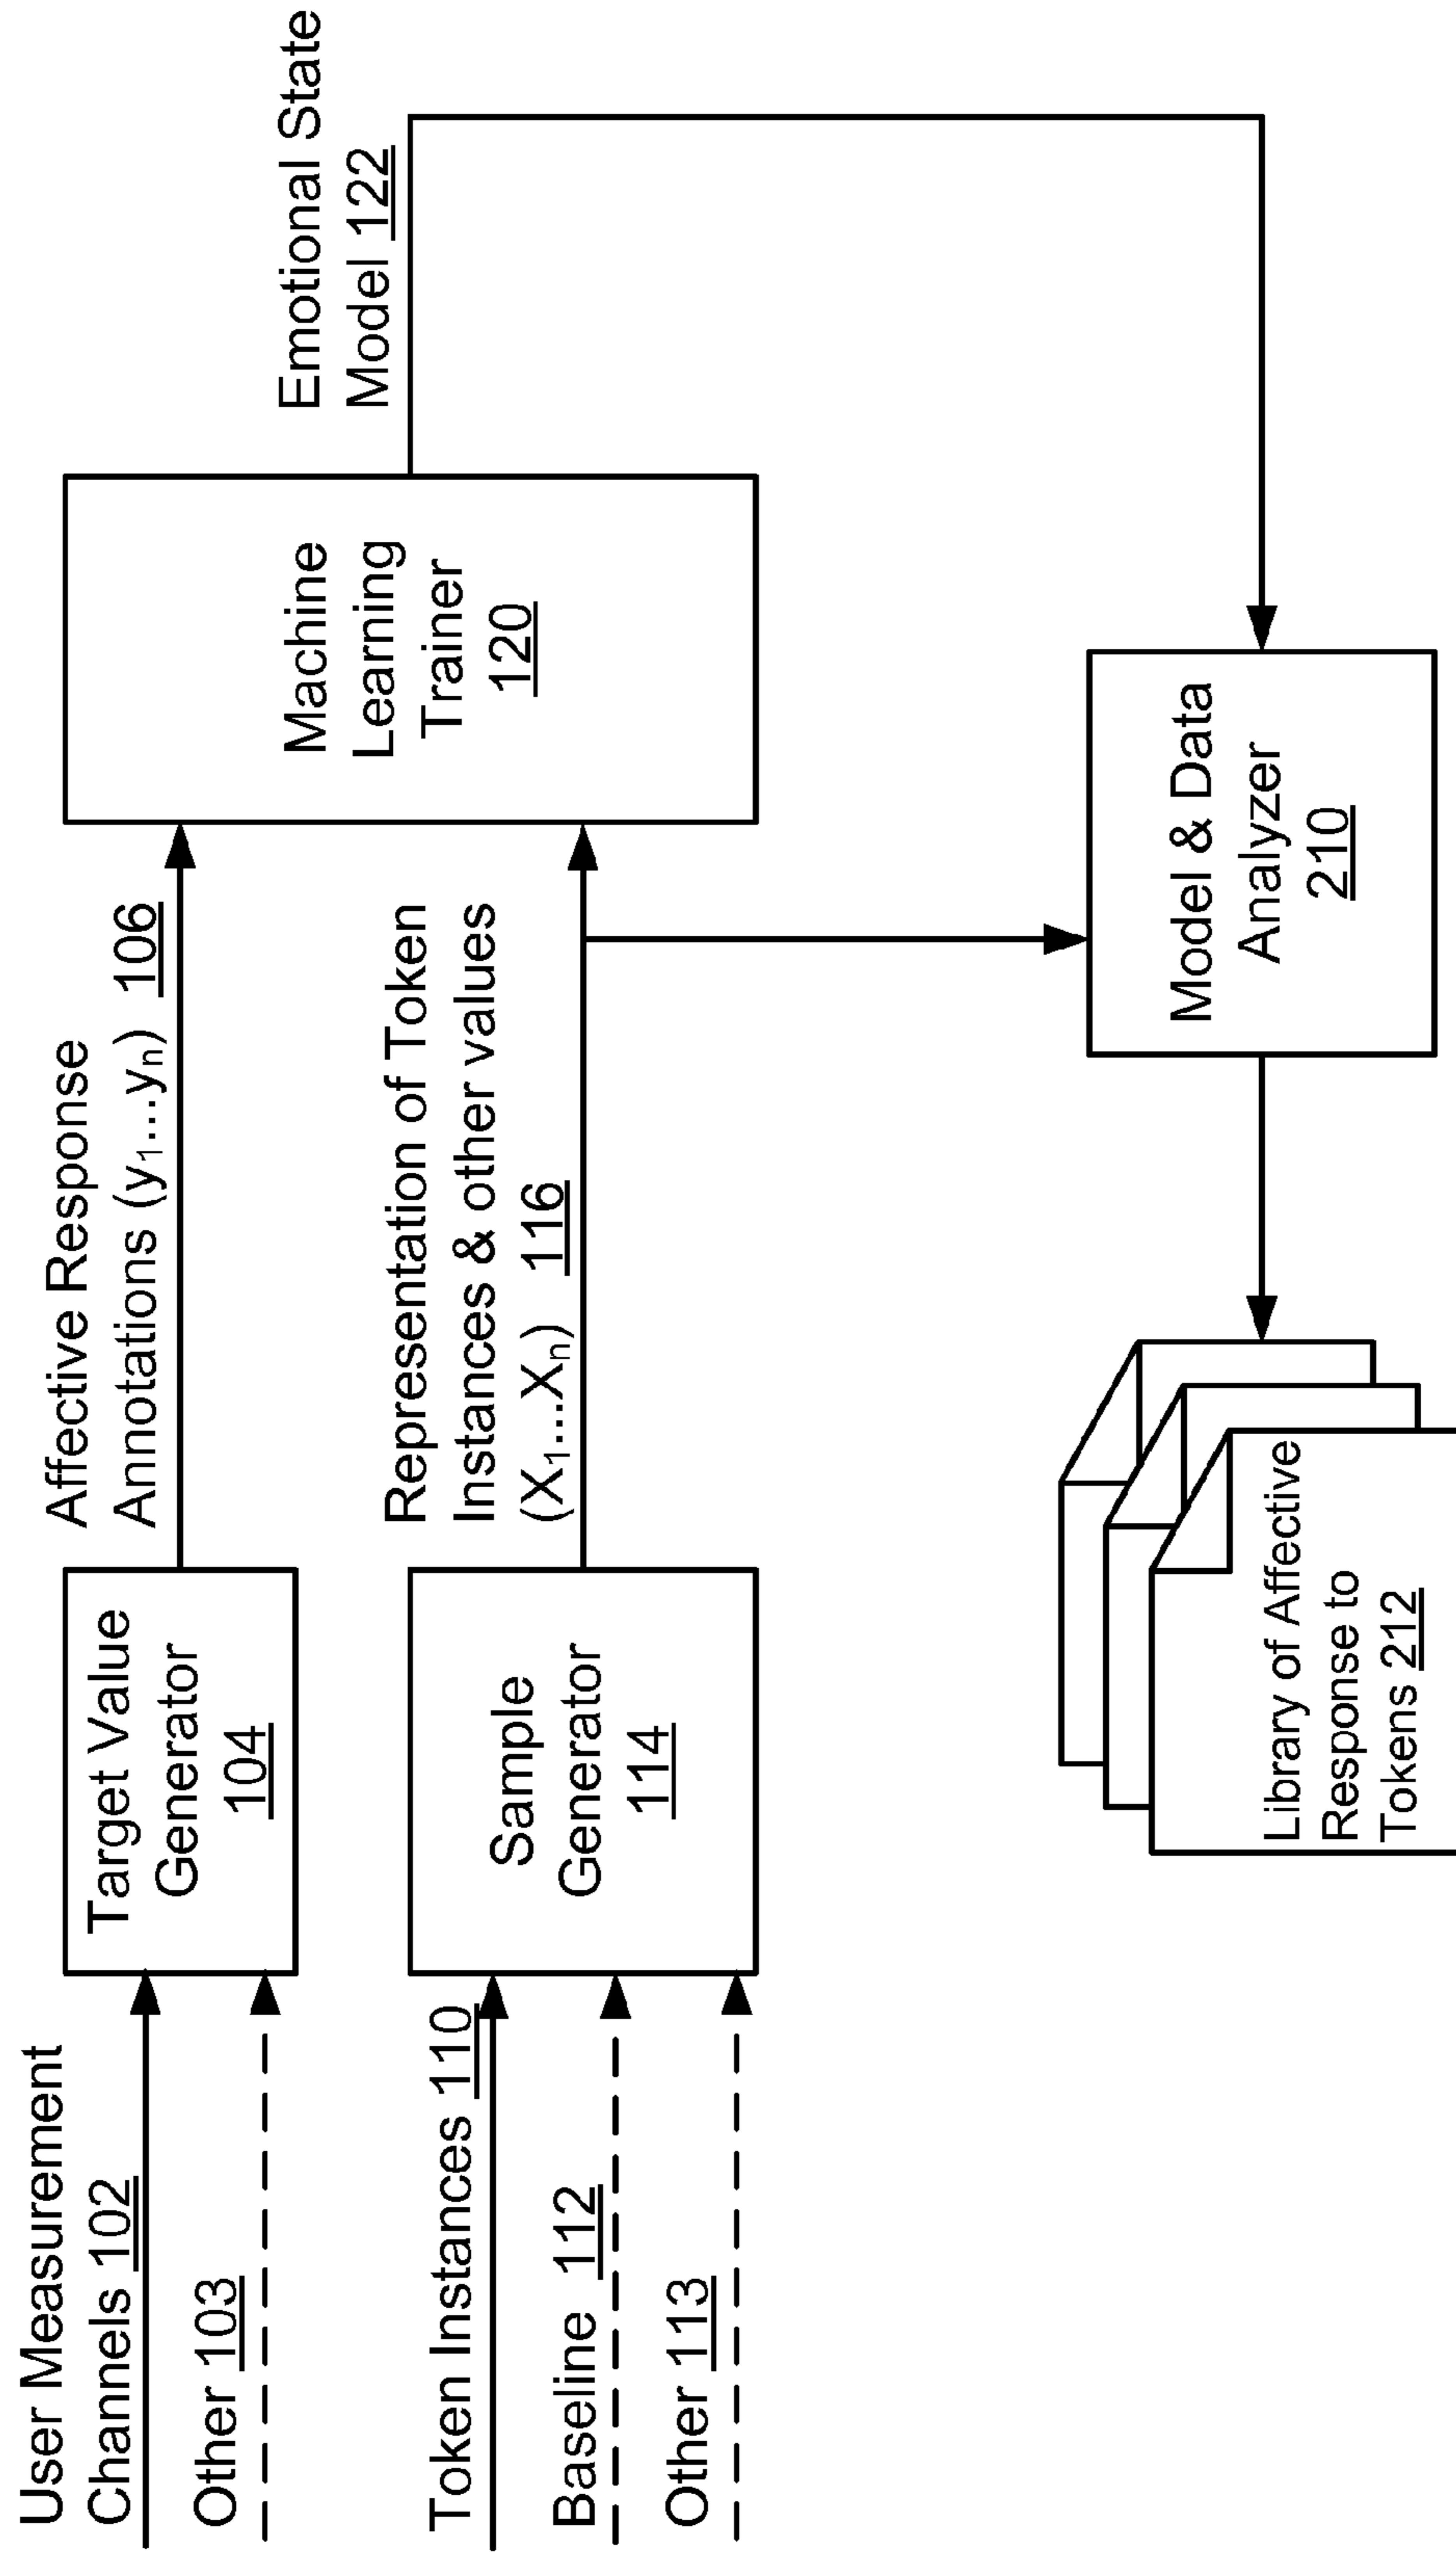 User Measurement
Channels 102
Other 103
Target Value
Generator
104
Affective Response
Annotations (y₁...yₙ) 106
Token Instances 110
Baseline 112
Other 113
Sample
Generator
114
Representation of Token
Instances & other values
(X₁...Xₙ) 116
Machine
Learning
Trainer
120
Emotional State
Model 122
Model & Data
Analyzer
210
Library of Affective
Response to
Tokens 212